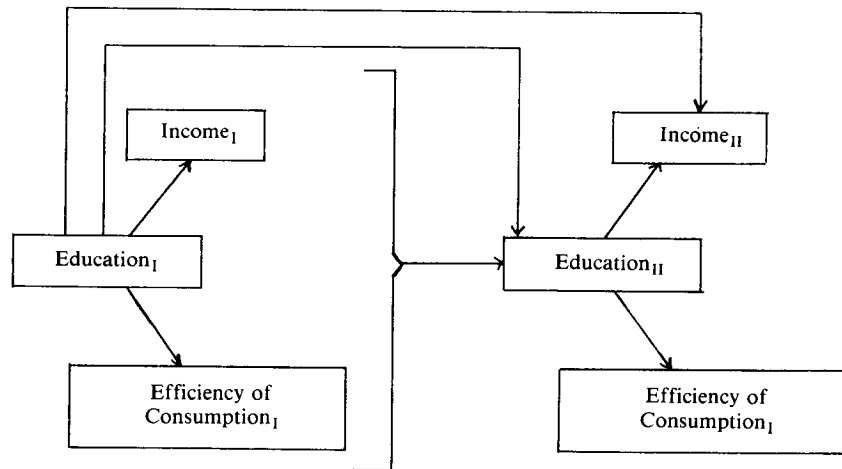 Income_I
Income_II
Education_I
Education_II
Efficiency of
Consumption_I
Efficiency of
Consumption_I